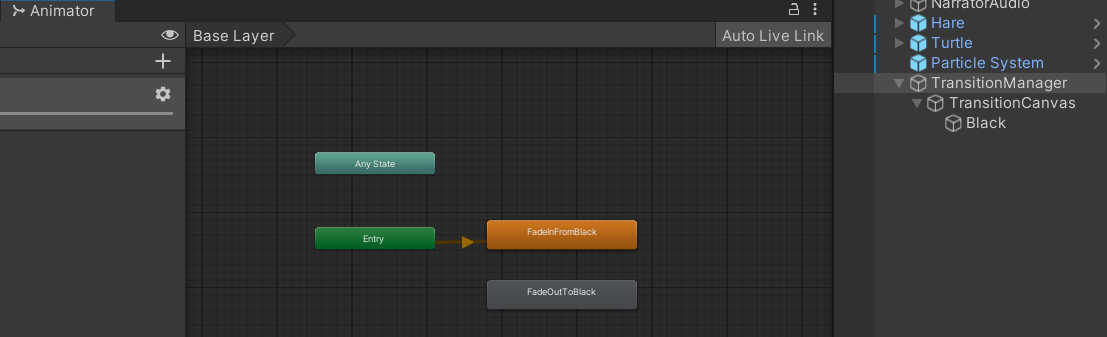 Animator
Base Layer
Auto Live Link
Any State
Entry
FadeInFromBlack
FadeOutToBlack
NarratorAudio
Hare
Turtle
Particle System
TransitionManager
TransitionCanvas
Black